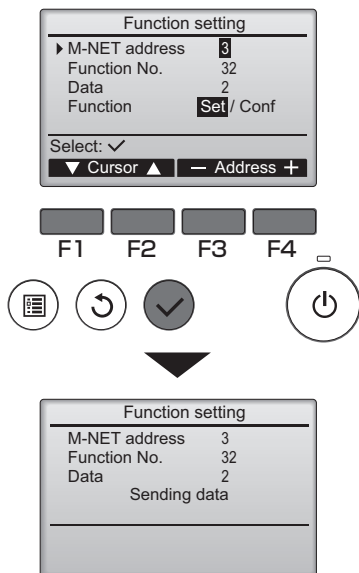 Function setting
M-NET address 3
Function No. 32
Data 2
Function Set / Conf
Select: ✓
▼ Cursor ▲ − Address +
F1 F2 F3 F4
Function setting
M-NET address 3
Function No. 32
Data 2
Sending data